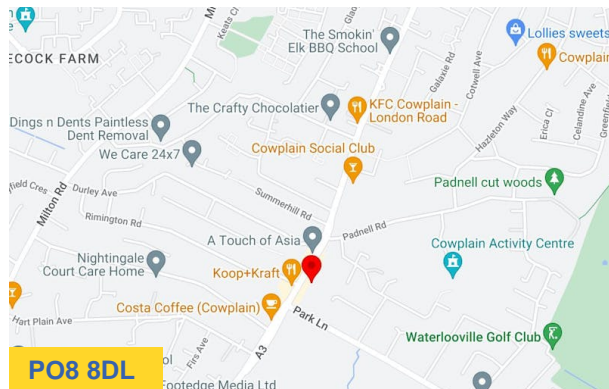 Keats Cl
The Smokin'
Elk BBQ School
Lollies sweets
Cowplain
ECOCK FARM
Galaxie Rd
Cotwell Ave
The Crafty Chocolatier
KFC Cowplain -
London Road
Hazleton Way
Erica Cl
Celandine Ave
Greenfield
Dings n Dents Paintless
Dent Removal
We Care 24x7
Cowplain Social Club
field Cres
Durley Ave
Milton Rd
Summerhill Rd
Padnell cut woods
Rimington Rd
Padnell Rd
A Touch of Asia
Cowplain Activity Centre
Nightingale
Court Care Home
Koop+Kraft
Costa Coffee (Cowplain)
Park Ln
Hart Plain Ave
Firs Ave
A3
Waterlooville Golf Club
PO8 8DL
ol
Footedge Media Ltd